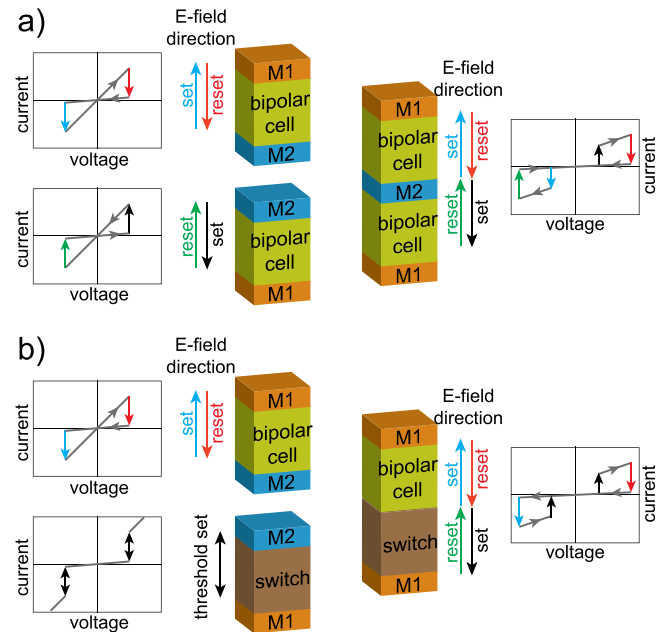 a)
E-field
direction
current
voltage
set
reset
M1
bipolar
cell
M2
current
voltage
reset
set
M2
bipolar
cell
M1
E-field
direction
M1
bipolar
cell
M2
bipolar
cell
M1
set
reset
reset
set
current
voltage
b)
E-field
direction
current
voltage
set
reset
M1
bipolar
cell
M2
current
voltage
threshold set
M2
switch
M1
E-field
direction
M1
bipolar
cell
switch
M1
set
reset
reset
set
current
voltage